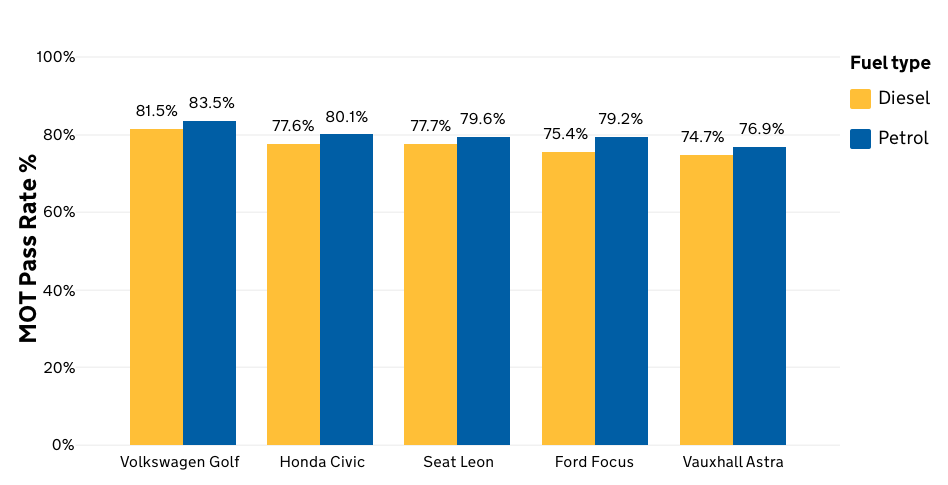 100%
80%
60%
40%
20%
0%
MOT Pass Rate %
81.5%
83.5%
77.6%
80.1%
77.7%
79.6%
75.4%
79.2%
74.7%
76.9%
Volkswagen Golf
Honda Civic
Seat Leon
Ford Focus
Vauxhall Astra
Fuel type
Diesel
Petrol